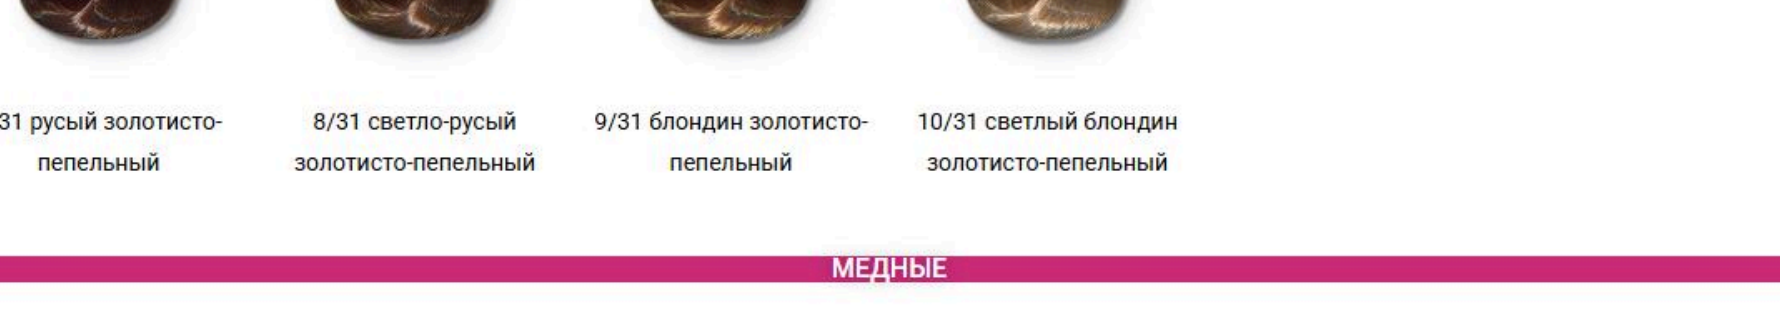 31 русый золотисто-
пепельный
8/31 светло-русый
золотисто-пепельный
9/31 блондин золотисто-
пепельный
10/31 светлый блондин
золотисто-пепельный
МЕДНЫЕ